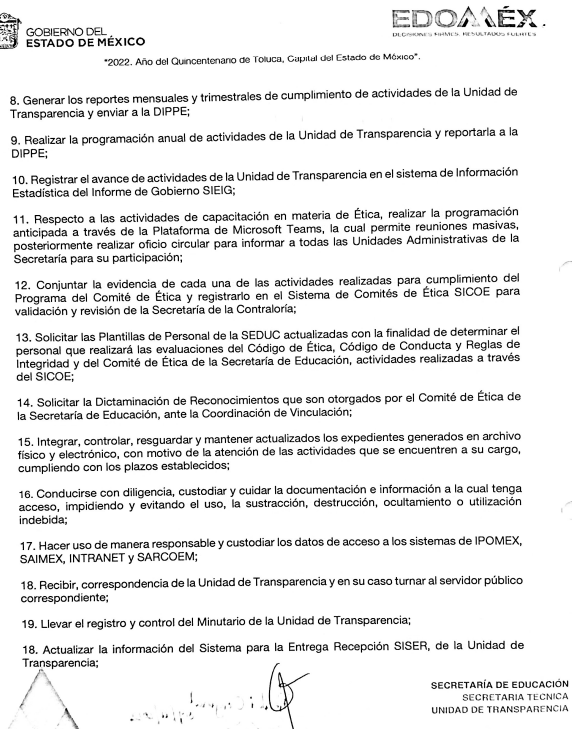 GOBIERNO DEL
ESTADO DE MÉXICO
EDOMÉX.
DECISIONES FIRMES, RESULTADOS FUERTES
"2022. Año del Quincentenario de Toluca, Capital del Estado de México".
8. Generar los reportes mensuales y trimestrales de cumplimiento de actividades de la Unidad de
Transparencia y enviar a la DIPPE;
9. Realizar la programación anual de actividades de la Unidad de Transparencia y reportarla a la
DIPPE;
10. Registrar el avance de actividades de la Unidad de Transparencia en el sistema de Información
Estadística del Informe de Gobierno SIEIG;
11. Respecto a las actividades de capacitación en materia de Ética, realizar la programación
anticipada a través de la Plataforma de Microsoft Teams, la cual permite reuniones masivas,
posteriormente realizar oficio circular para informar a todas las Unidades Administrativas de la
Secretaría para su participación;
12. Conjuntar la evidencia de cada una de las actividades realizadas para cumplimiento del
Programa del Comité de Ética y registrarlo en el Sistema de Comités de Ética SICOE para
validación y revisión de la Secretaría de la Contraloría;
13. Solicitar las Plantillas de Personal de la SEDUC actualizadas con la finalidad de determinar el
personal que realizará las evaluaciones del Código de Ética, Código de Conducta y Reglas de
Integridad y del Comité de Ética de la Secretaría de Educación, actividades realizadas a través
del SICOE;
14. Solicitar la Dictaminación de Reconocimientos que son otorgados por el Comité de Ética de
la Secretaría de Educación, ante la Coordinación de Vinculación;
15. Integrar, controlar, resguardar y mantener actualizados los expedientes generados en archivo
físico y electrónico, con motivo de la atención de las actividades que se encuentren a su cargo,
cumpliendo con los plazos establecidos;
16. Conducirse con diligencia, custodiar y cuidar la documentación e información a la cual tenga
acceso, impidiendo y evitando el uso, la sustracción, destrucción, ocultamiento o utilización
indebida;
17. Hacer uso de manera responsable y custodiar los datos de acceso a los sistemas de IPOMEX,
SAIMEX, INTRANET y SARCOEM;
18. Recibir, correspondencia de la Unidad de Transparencia y en su caso turnar al servidor público
correspondiente;
19. Llevar el registro y control del Minutario de la Unidad de Transparencia;
18. Actualizar la información del Sistema para la Entrega Recepción SISER, de la Unidad de
Transparencia;
SECRETARÍA DE EDUCACIÓN
SECRETARIA TECNICA
UNIDAD DE TRANSPARENCIA